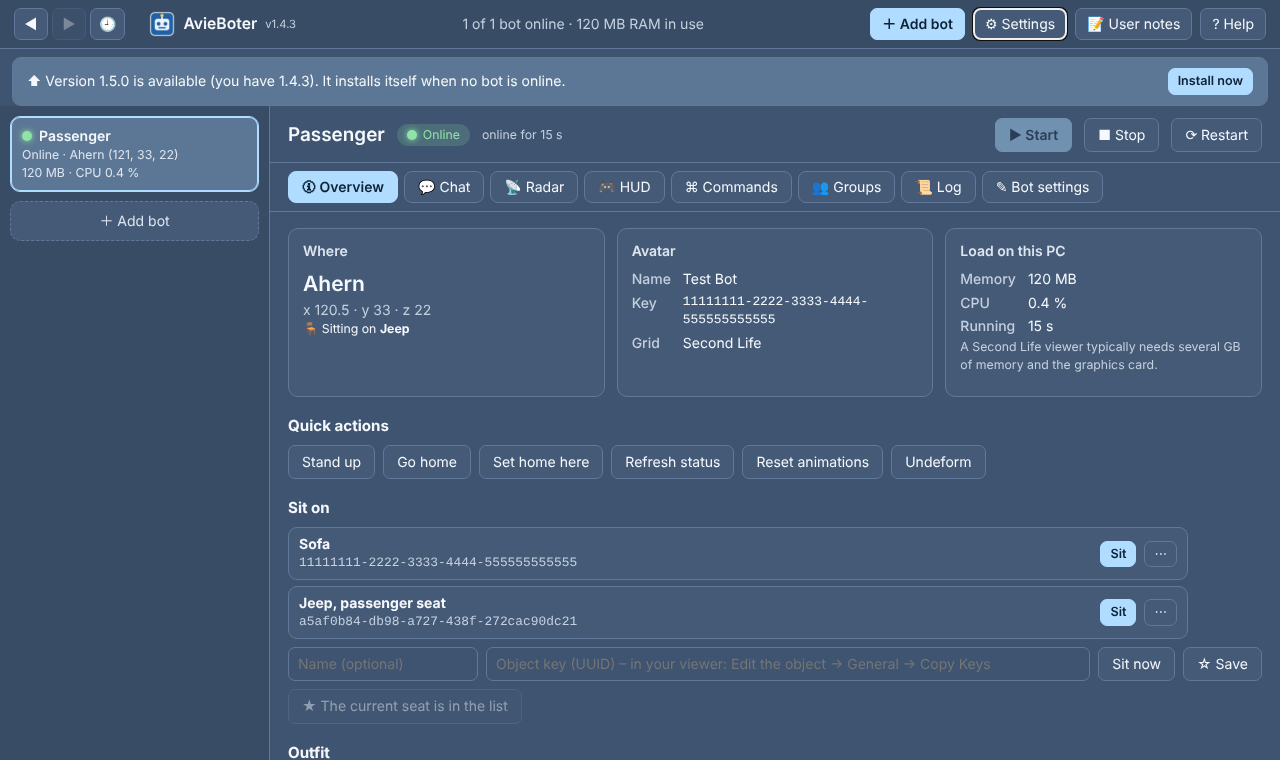 ◀ ▶ 🕘 AvieBoter v1.4.3 1 of 1 bot online · 120 MB RAM in use ＋ Add bot ⚙ Settings 📝 User notes ? Help
⬆ Version 1.5.0 is available (you have 1.4.3). It installs itself when no bot is online. Install now
Passenger
Online · Ahern (121, 33, 22)
120 MB · CPU 0.4 %
＋ Add bot
Passenger Online online for 15 s ▶ Start ■ Stop ⟳ Restart
🛈 Overview 💬 Chat 📡 Radar 🎮 HUD ⌘ Commands 👥 Groups 📜 Log ✎ Bot settings
Where
Ahern
x 120.5 · y 33 · z 22
🪑 Sitting on Jeep
Avatar
Name Test Bot
Key 11111111-2222-3333-4444-
555555555555
Grid Second Life
Load on this PC
Memory 120 MB
CPU 0.4 %
Running 15 s
A Second Life viewer typically needs several GB
of memory and the graphics card.
Quick actions
Stand up Go home Set home here Refresh status Reset animations Undeform
Sit on
Sofa
11111111-2222-3333-4444-555555555555
Sit ⋯
Jeep, passenger seat
a5af0b84-db98-a727-438f-272cac90dc21
Sit ⋯
Name (optional) Object key (UUID) – in your viewer: Edit the object → General → Copy Keys Sit now ☆ Save
★ The current seat is in the list
Outfit